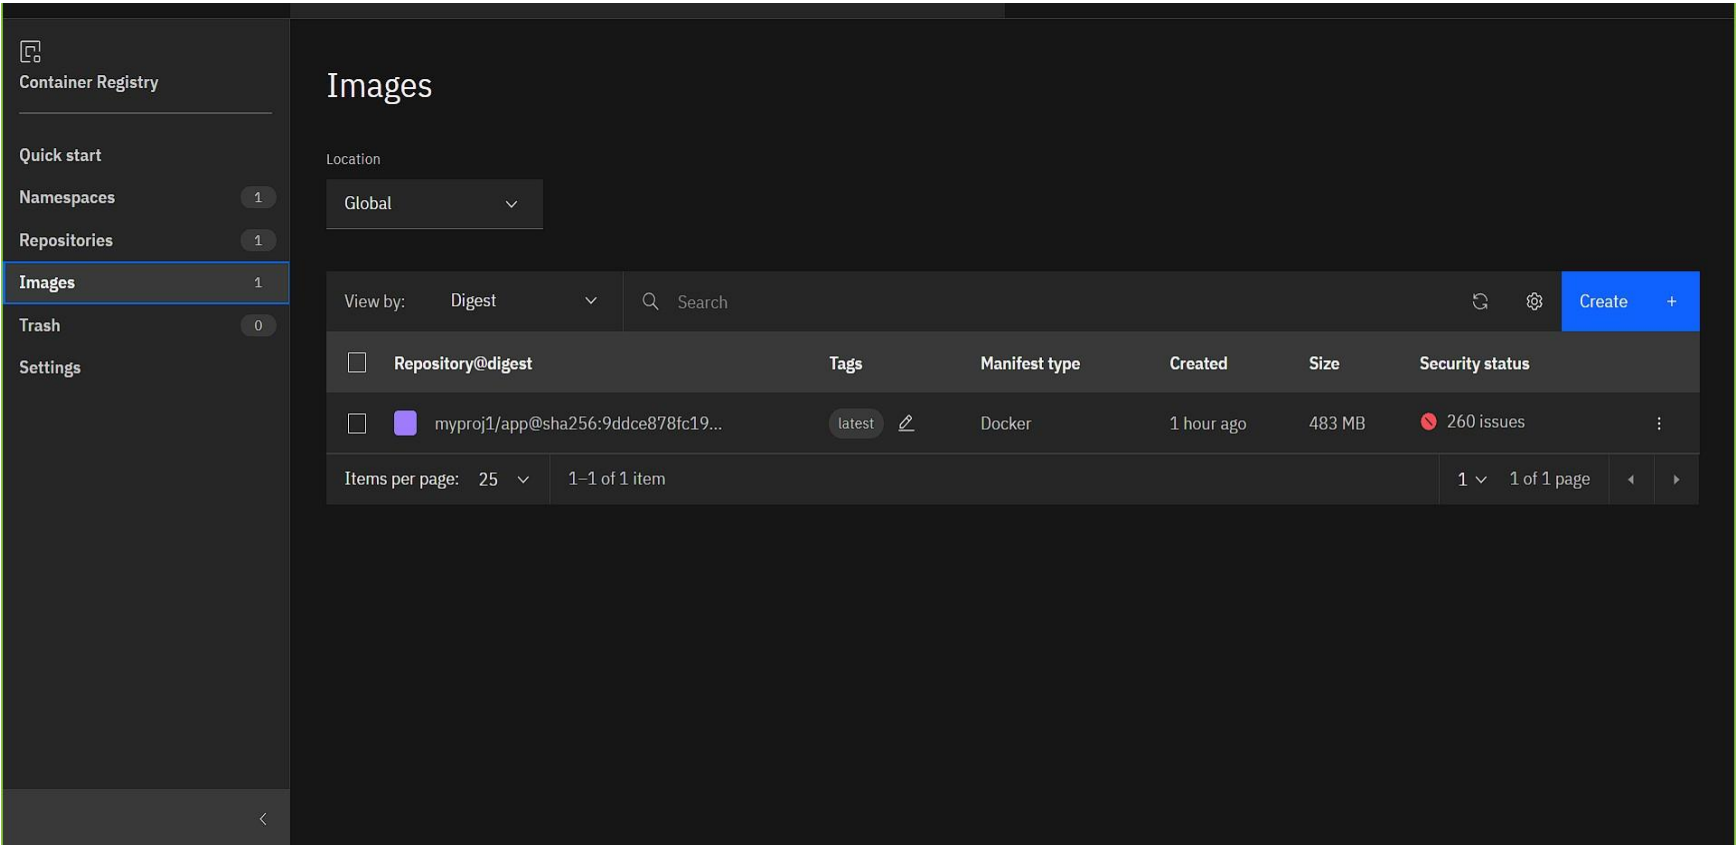 Container Registry
Quick start
Namespaces 1
Repositories 1
Images 1
Trash 0
Settings
Images
Location
Global
View by: Digest Search Create +
Repository@digest Tags Manifest type Created Size Security status
myproj1/app@sha256:9ddce878fc19... latest Docker 1 hour ago 483 MB 260 issues
Items per page: 25 1–1 of 1 item 1 1 of 1 page